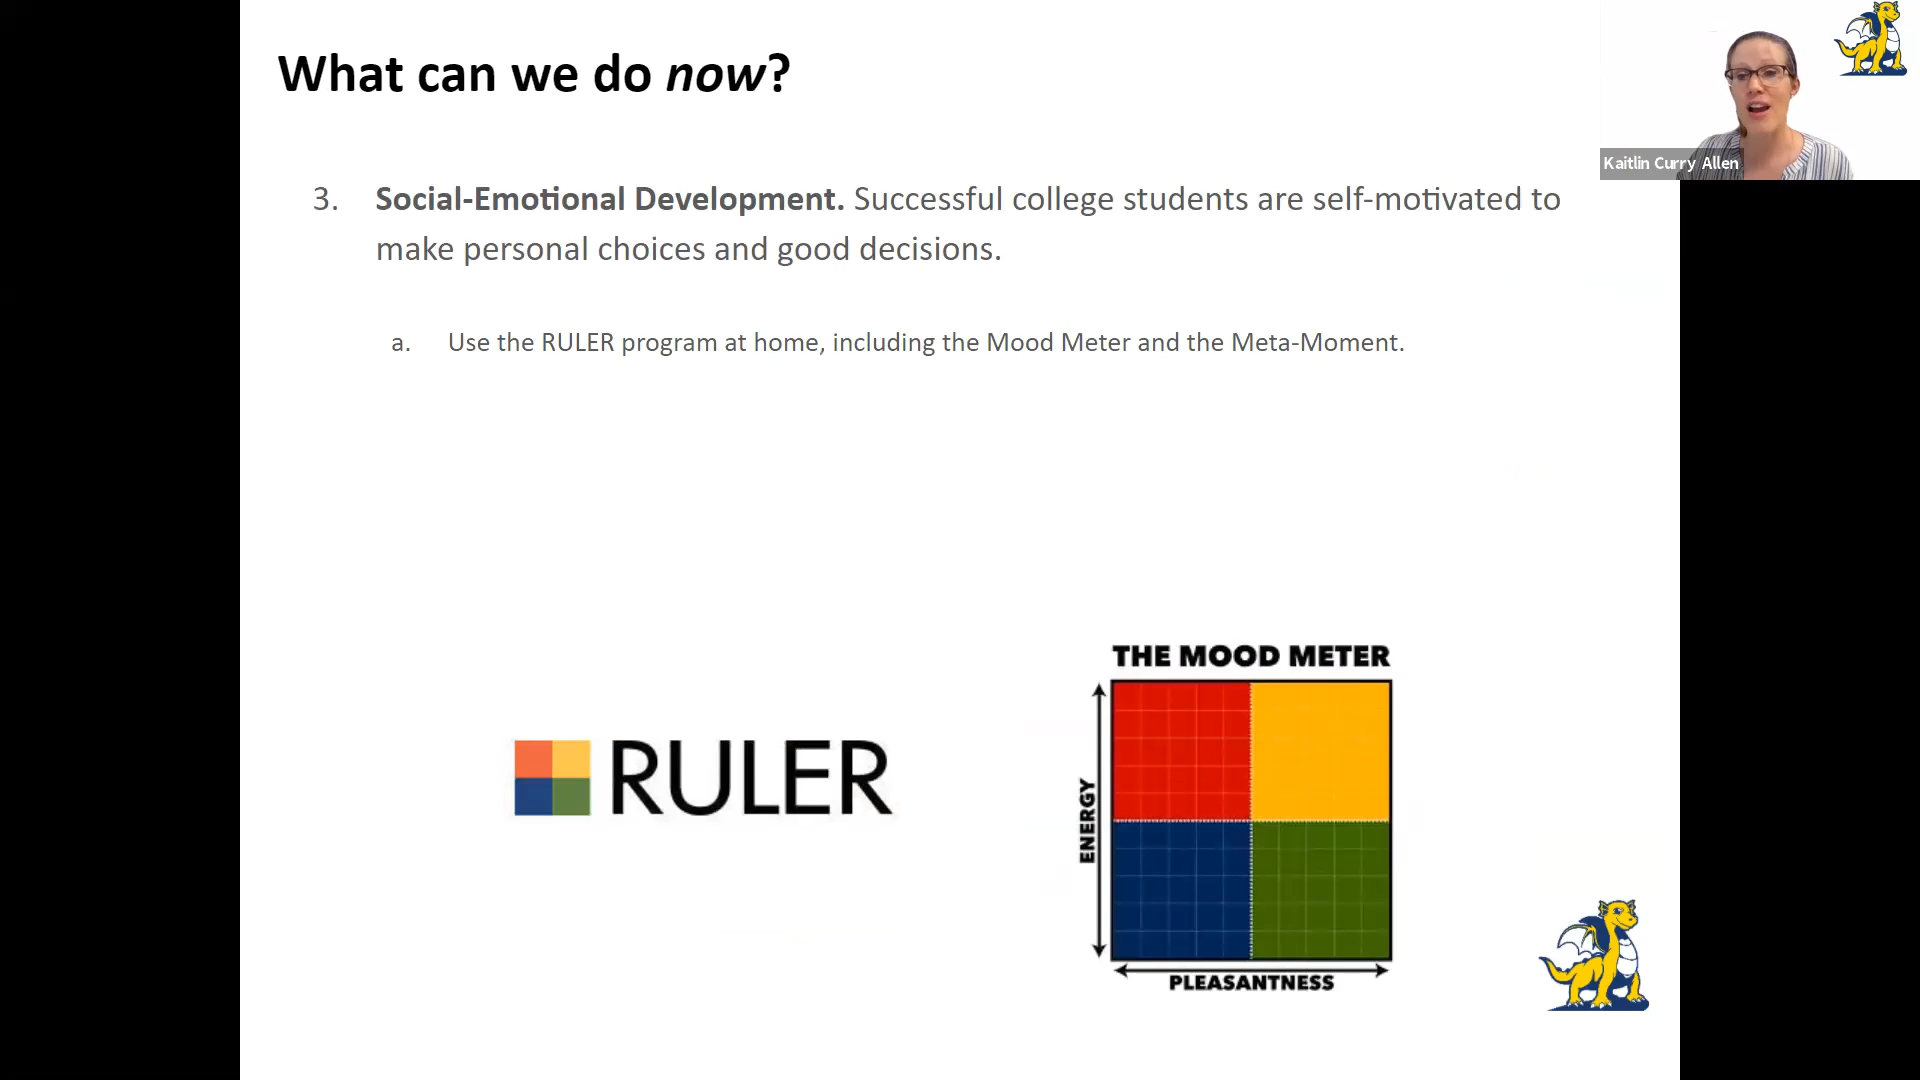 What can we do now?
Kaitlin Curry Allen
3. Social-Emotional Development. Successful college students are self-motivated to
make personal choices and good decisions.
a. Use the RULER program at home, including the Mood Meter and the Meta-Moment.
RULER
THE MOOD METER
ENERGY
PLEASANTNESS